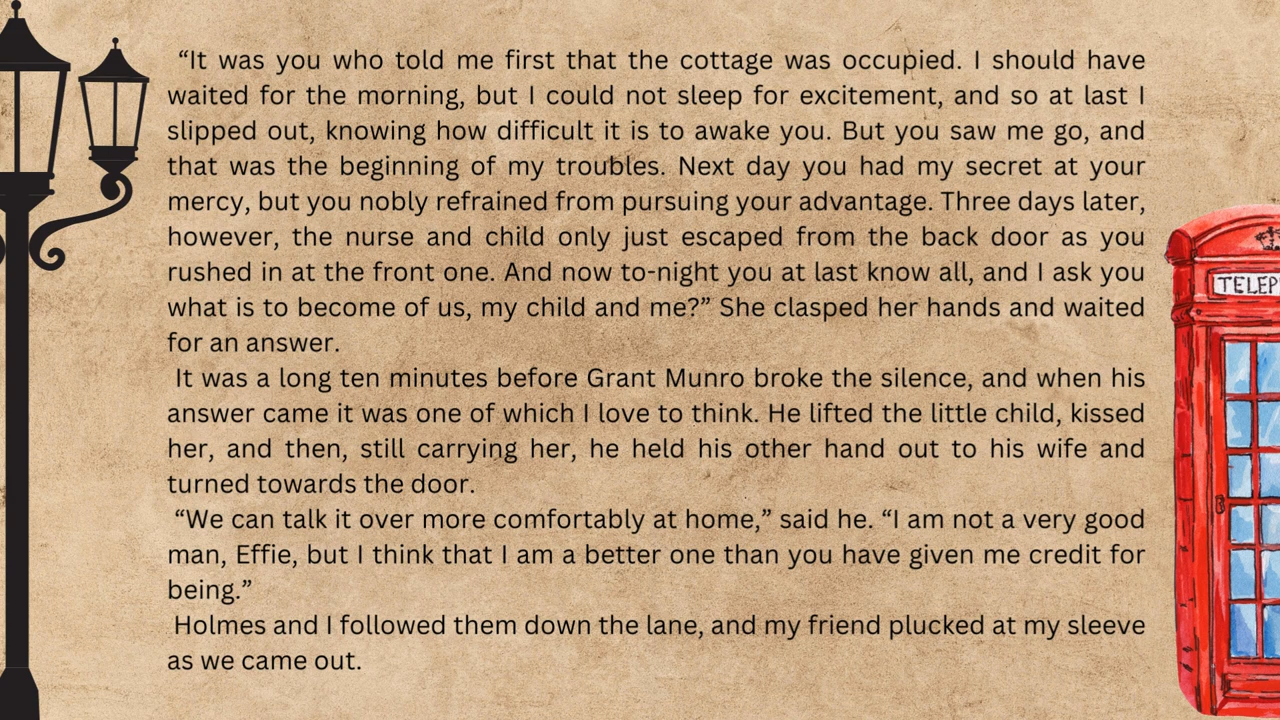 “It was you who told me first that the cottage was occupied. I should have
waited for the morning, but I could not sleep for excitement, and so at last I
slipped out, knowing how difficult it is to awake you. But you saw me go, and
that was the beginning of my troubles. Next day you had my secret at your
mercy, but you nobly refrained from pursuing your advantage. Three days later,
however, the nurse and child only just escaped from the back door as you
rushed in at the front one. And now to-night you at last know all, and I ask you
what is to become of us, my child and me?” She clasped her hands and waited
for an answer.
It was a long ten minutes before Grant Munro broke the silence, and when his
answer came it was one of which I love to think. He lifted the little child, kissed
her, and then, still carrying her, he held his other hand out to his wife and
turned towards the door.
“We can talk it over more comfortably at home,” said he. “I am not a very good
man, Effie, but I think that I am a better one than you have given me credit for
being.”
Holmes and I followed them down the lane, and my friend plucked at my sleeve
as we came out.
TELEP